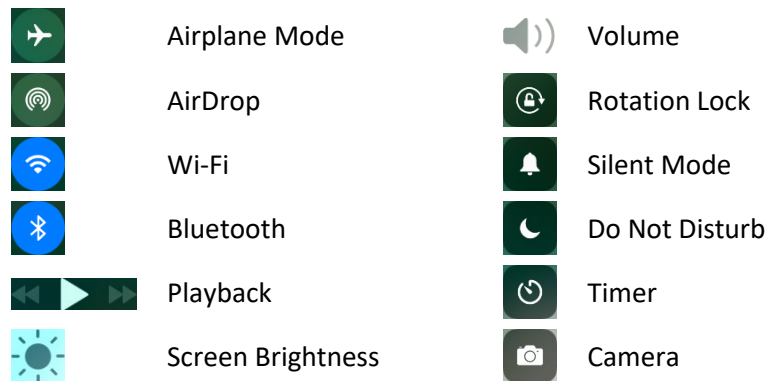 Airplane Mode
Volume
AirDrop
Rotation Lock
Wi-Fi
Silent Mode
Bluetooth
Do Not Disturb
Playback
Timer
Screen Brightness
Camera